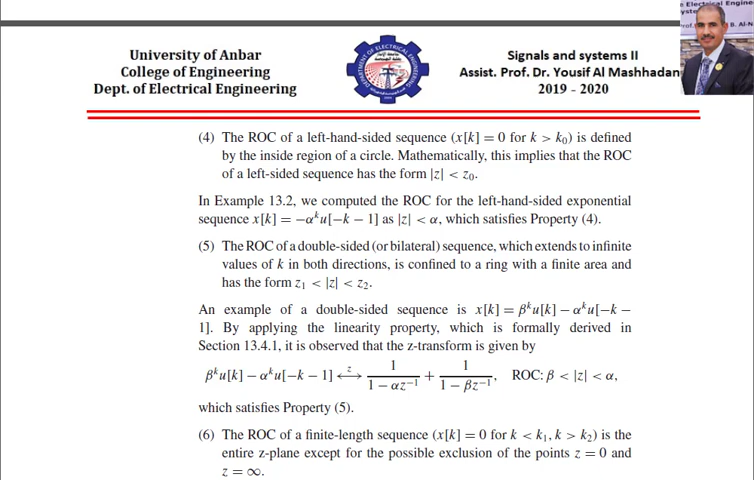 University of Anbar
College of Engineering
Dept. of Electrical Engineering
Signals and systems II
Assist. Prof. Dr. Yousif Al Mashhadan
2019 - 2020
(4) The ROC of a left-hand-sided sequence (x[k] = 0 for k > k₀) is defined
by the inside region of a circle. Mathematically, this implies that the ROC
of a left-sided sequence has the form |z| < z₀.
In Example 13.2, we computed the ROC for the left-hand-sided exponential
sequence x[k] = −αᵏu[−k − 1] as |z| < α, which satisfies Property (4).
(5) The ROC of a double-sided (or bilateral) sequence, which extends to infinite
values of k in both directions, is confined to a ring with a finite area and
has the form z₁ < |z| < z₂.
An example of a double-sided sequence is x[k] = βᵏu[k] − αᵏu[−k −
1]. By applying the linearity property, which is formally derived in
Section 13.4.1, it is observed that the z-transform is given by
βᵏu[k] − αᵏu[−k − 1] ⟷ᶻ 1/(1 − αz⁻¹) + 1/(1 − βz⁻¹), ROC: β < |z| < α,
which satisfies Property (5).
(6) The ROC of a finite-length sequence (x[k] = 0 for k < k₁, k > k₂) is the
entire z-plane except for the possible exclusion of the points z = 0 and
z = ∞.